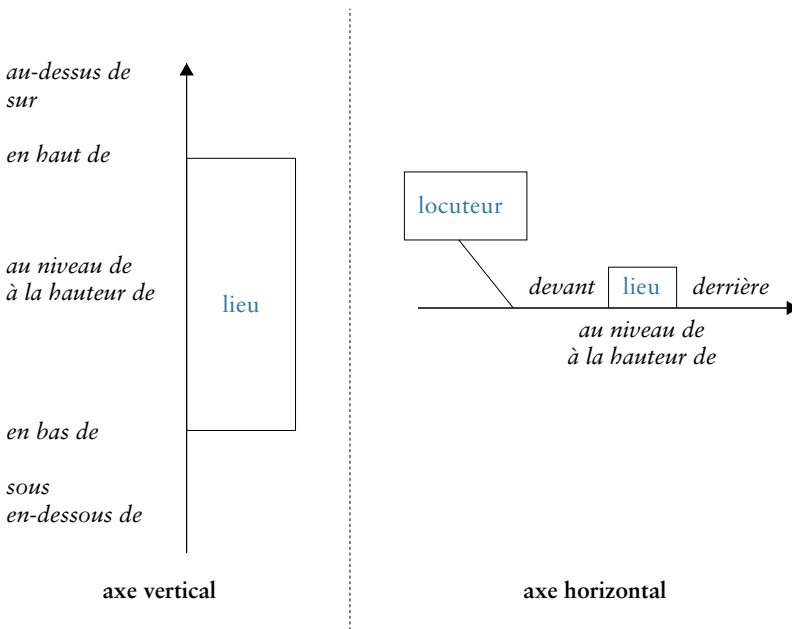 au-dessus de
sur
en haut de
au niveau de
à la hauteur de
lieu
en bas de
sous
en-dessous de
axe vertical
locuteur
devant lieu derrière
au niveau de
à la hauteur de
axe horizontal